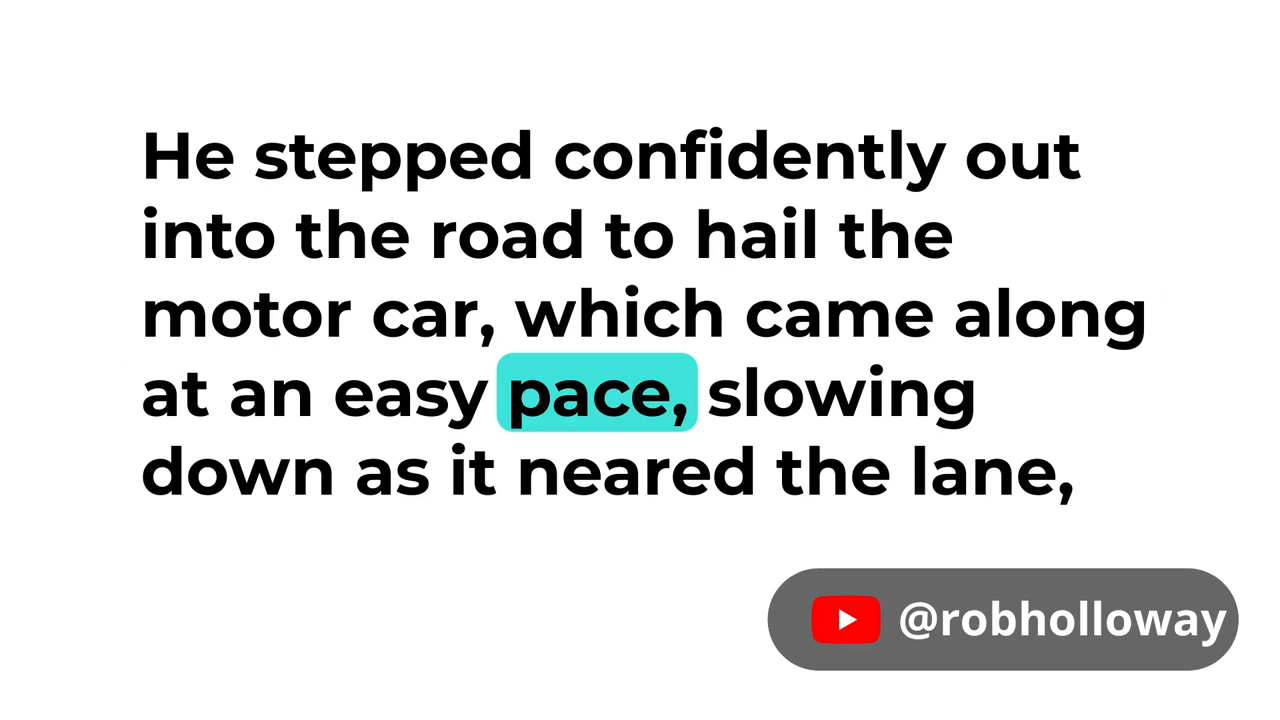 He stepped confidently out
into the road to hail the
motor car, which came along
at an easy pace, slowing
down as it neared the lane,
@robholloway